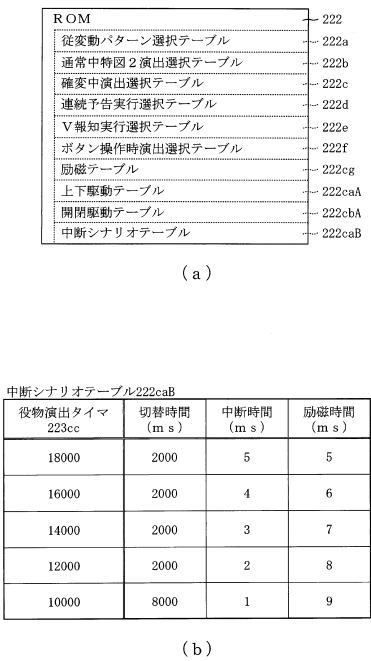 ROM 222
従変動パターン選択テーブル 222a
通常中特図2演出選択テーブル 222b
確変中演出選択テーブル 222c
連続予告実行選択テーブル 222d
V報知実行選択テーブル 222e
ボタン操作時演出選択テーブル 222f
励磁テーブル 222cg
上下駆動テーブル 222caA
開閉駆動テーブル 222cbA
中断シナリオテーブル 222caB
(a)
中断シナリオテーブル222caB
役物演出タイマ 切替時間 中断時間 励磁時間
223cc (ms) (ms) (ms)
18000 2000 5 5
16000 2000 4 6
14000 2000 3 7
12000 2000 2 8
10000 8000 1 9
(b)